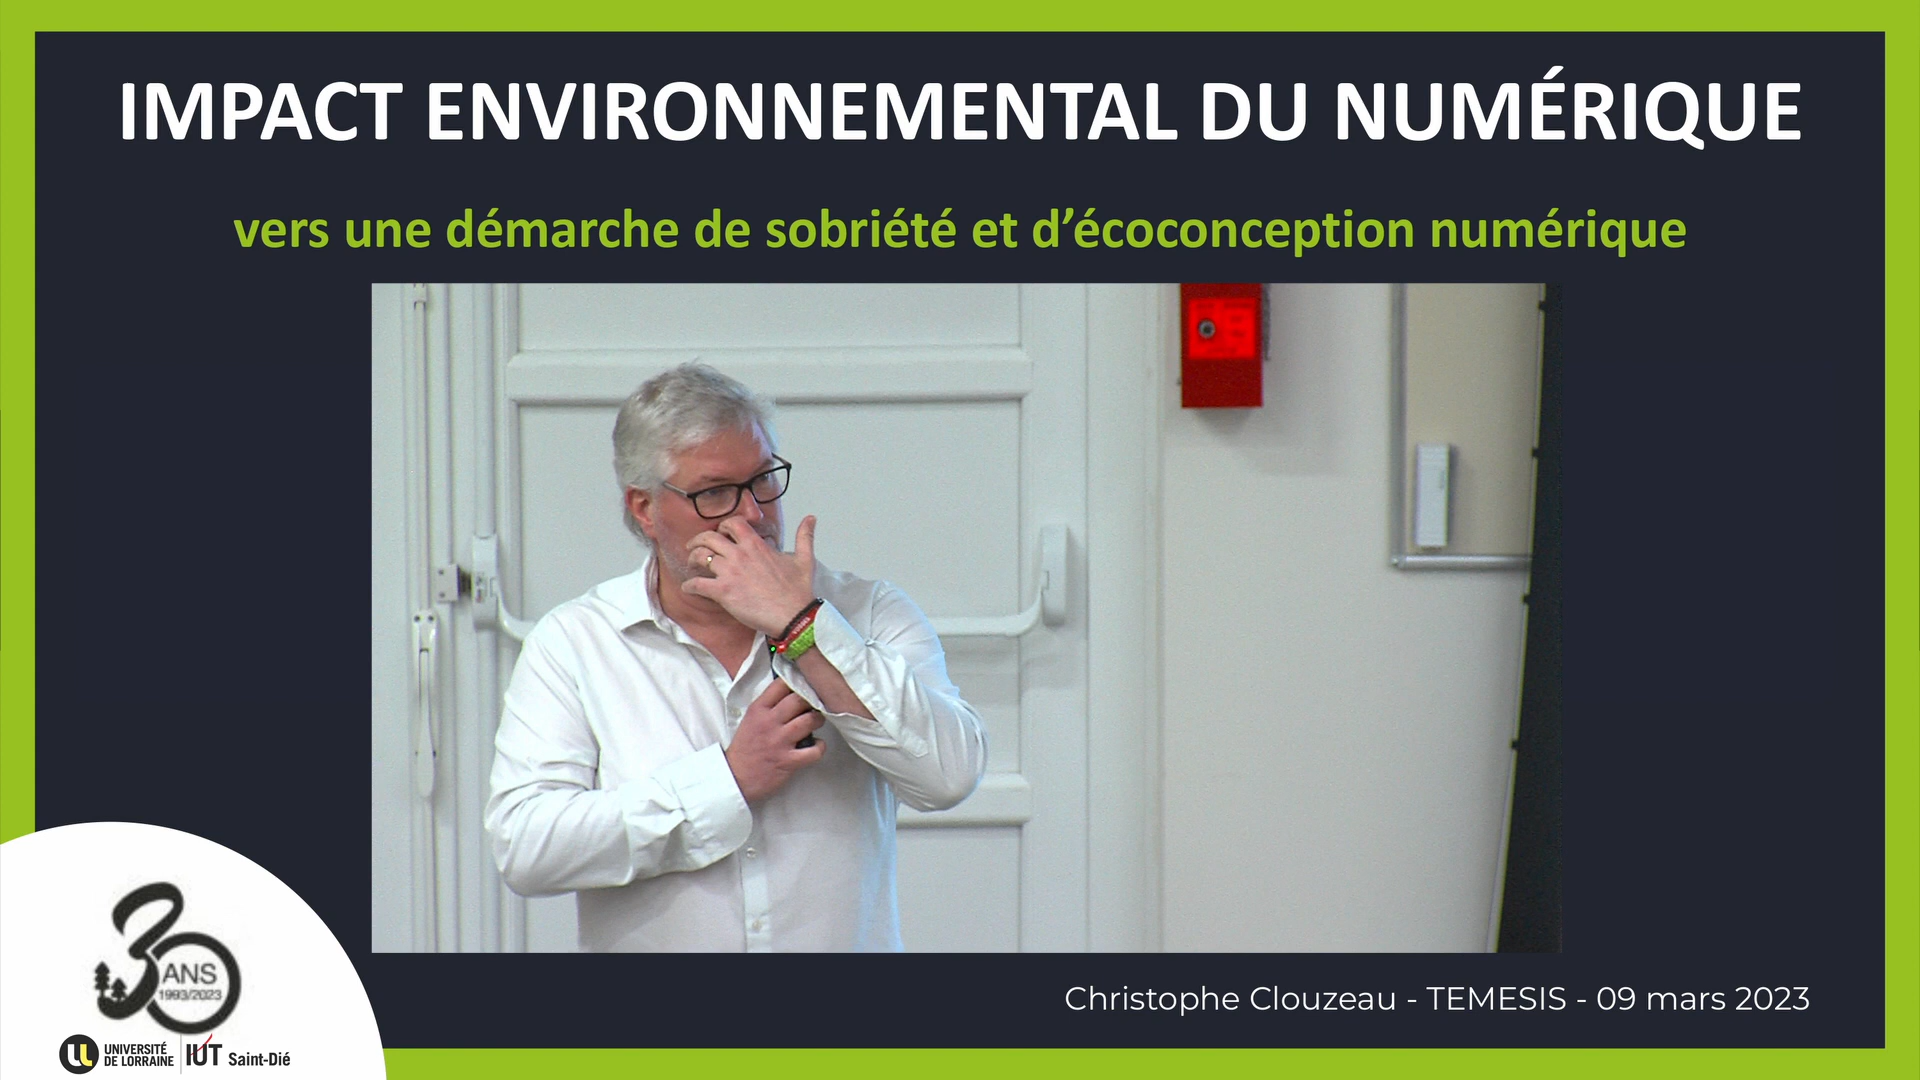 IMPACT ENVIRONNEMENTAL DU NUMÉRIQUE
vers une démarche de sobriété et d’écoconception numérique
Christophe Clouzeau - TEMESIS - 09 mars 2023
30
ANS
1993/2023
UNIVERSITÉ
DE LORRAINE
IUT Saint-Dié